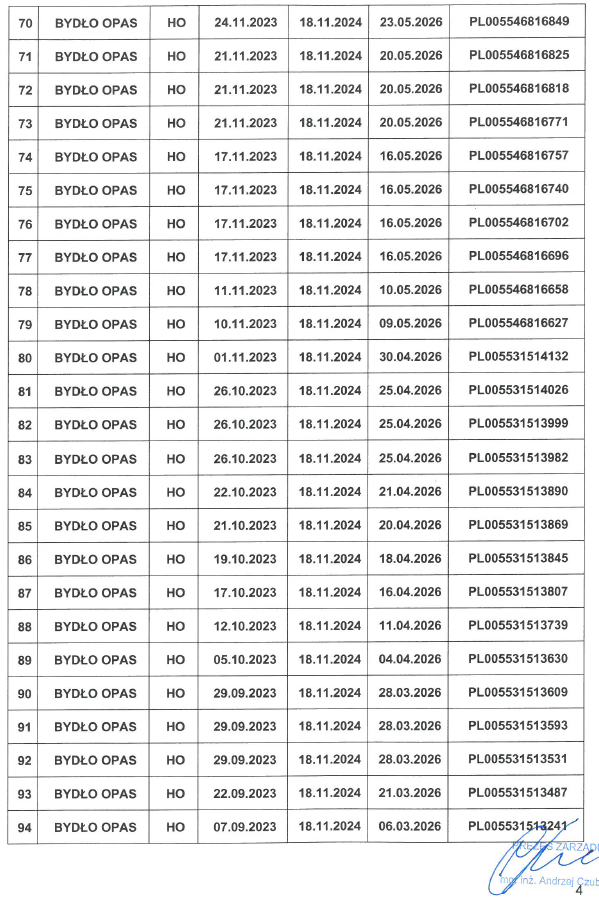 70 BYDŁO OPAS HO 24.11.2023 18.11.2024 23.05.2026 PL005546816849
71 BYDŁO OPAS HO 21.11.2023 18.11.2024 20.05.2026 PL005546816825
72 BYDŁO OPAS HO 21.11.2023 18.11.2024 20.05.2026 PL005546816818
73 BYDŁO OPAS HO 21.11.2023 18.11.2024 20.05.2026 PL005546816771
74 BYDŁO OPAS HO 17.11.2023 18.11.2024 16.05.2026 PL005546816757
75 BYDŁO OPAS HO 17.11.2023 18.11.2024 16.05.2026 PL005546816740
76 BYDŁO OPAS HO 17.11.2023 18.11.2024 16.05.2026 PL005546816702
77 BYDŁO OPAS HO 17.11.2023 18.11.2024 16.05.2026 PL005546816696
78 BYDŁO OPAS HO 11.11.2023 18.11.2024 10.05.2026 PL005546816658
79 BYDŁO OPAS HO 10.11.2023 18.11.2024 09.05.2026 PL005546816627
80 BYDŁO OPAS HO 01.11.2023 18.11.2024 30.04.2026 PL005531514132
81 BYDŁO OPAS HO 26.10.2023 18.11.2024 25.04.2026 PL005531514026
82 BYDŁO OPAS HO 26.10.2023 18.11.2024 25.04.2026 PL005531513999
83 BYDŁO OPAS HO 26.10.2023 18.11.2024 25.04.2026 PL005531513982
84 BYDŁO OPAS HO 22.10.2023 18.11.2024 21.04.2026 PL005531513890
85 BYDŁO OPAS HO 21.10.2023 18.11.2024 20.04.2026 PL005531513869
86 BYDŁO OPAS HO 19.10.2023 18.11.2024 18.04.2026 PL005531513845
87 BYDŁO OPAS HO 17.10.2023 18.11.2024 16.04.2026 PL005531513807
88 BYDŁO OPAS HO 12.10.2023 18.11.2024 11.04.2026 PL005531513739
89 BYDŁO OPAS HO 05.10.2023 18.11.2024 04.04.2026 PL005531513630
90 BYDŁO OPAS HO 29.09.2023 18.11.2024 28.03.2026 PL005531513609
91 BYDŁO OPAS HO 29.09.2023 18.11.2024 28.03.2026 PL005531513593
92 BYDŁO OPAS HO 29.09.2023 18.11.2024 28.03.2026 PL005531513531
93 BYDŁO OPAS HO 22.09.2023 18.11.2024 21.03.2026 PL005531513487
94 BYDŁO OPAS HO 07.09.2023 18.11.2024 06.03.2026 PL005531513241
PREZES ZARZĄD
mgr inż. Andrzej Czub
4